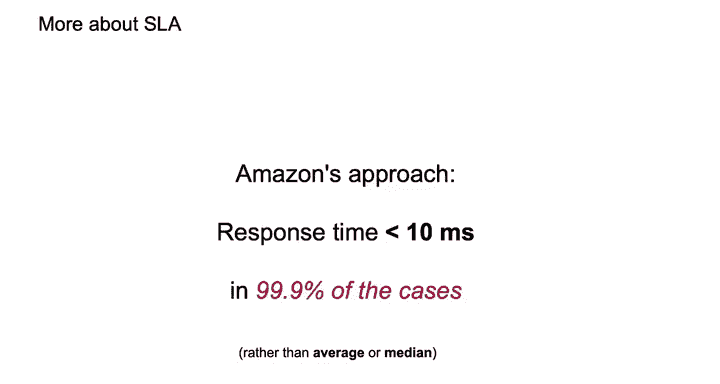 More about SLA
Amazon's approach:
Response time < 10 ms
in 99.9% of the cases
(rather than average or median)